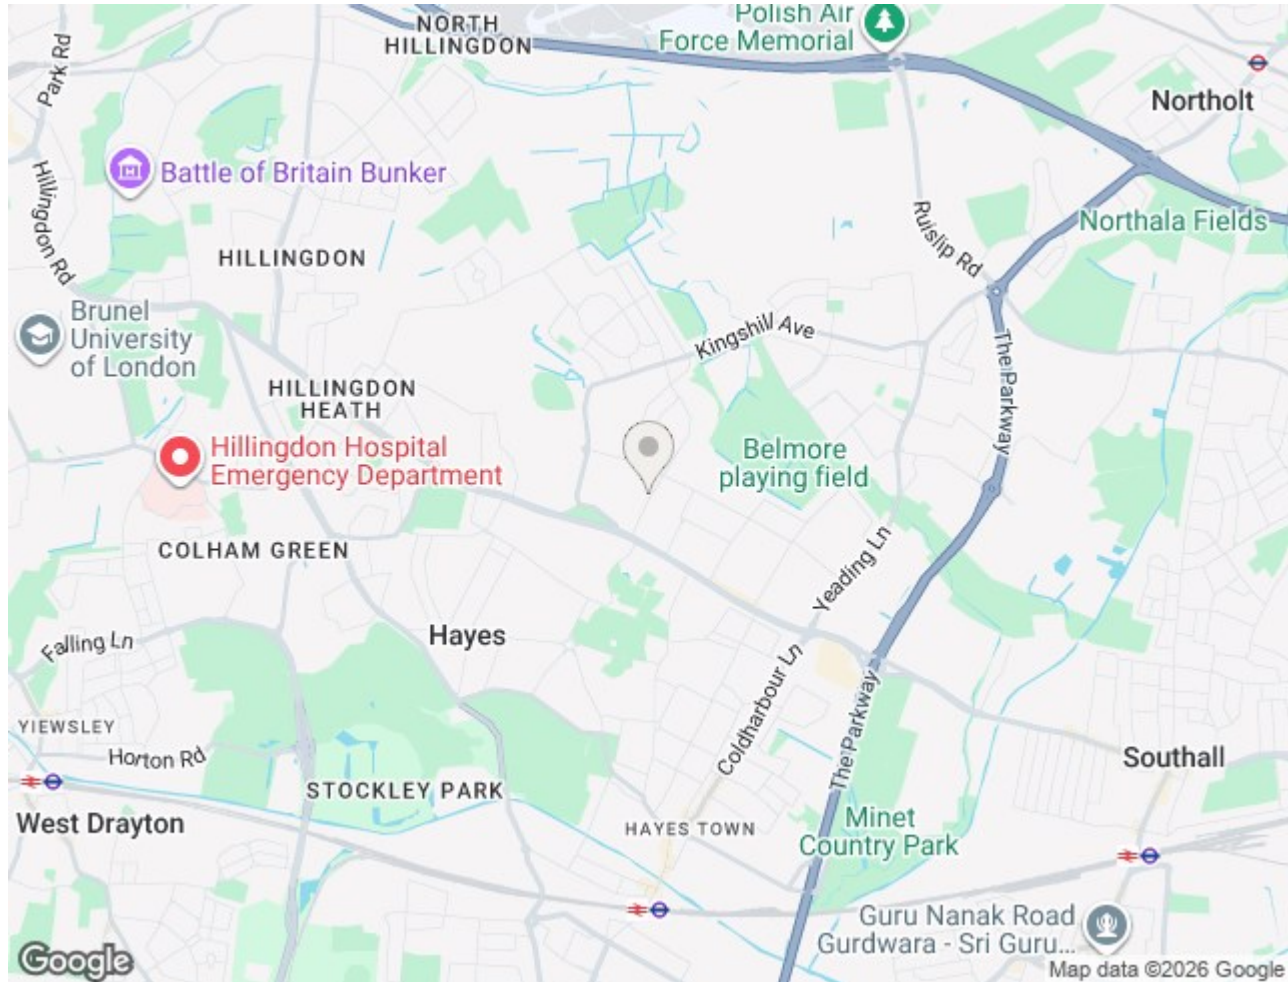 NORTH
HILLINGDON
Polish Air
Force Memorial
Park Rd
Northolt
Battle of Britain Bunker
Hillingdon Rd
Ruislip Rd
Northala Fields
HILLINGDON
Brunel
University
of London
Kingshill Ave
The Parkway
HILLINGDON
HEATH
Hillingdon Hospital
Emergency Department
Belmore
playing field
COLHAM GREEN
Yeading Ln
Falling Ln
Hayes
Coldharbour Ln
The Parkway
YIEWSLEY
Horton Rd
Southall
STOCKLEY PARK
West Drayton
HAYES TOWN
Minet
Country Park
Guru Nanak Road
Gurdwara - Sri Guru...
Google
Map data ©2026 Google